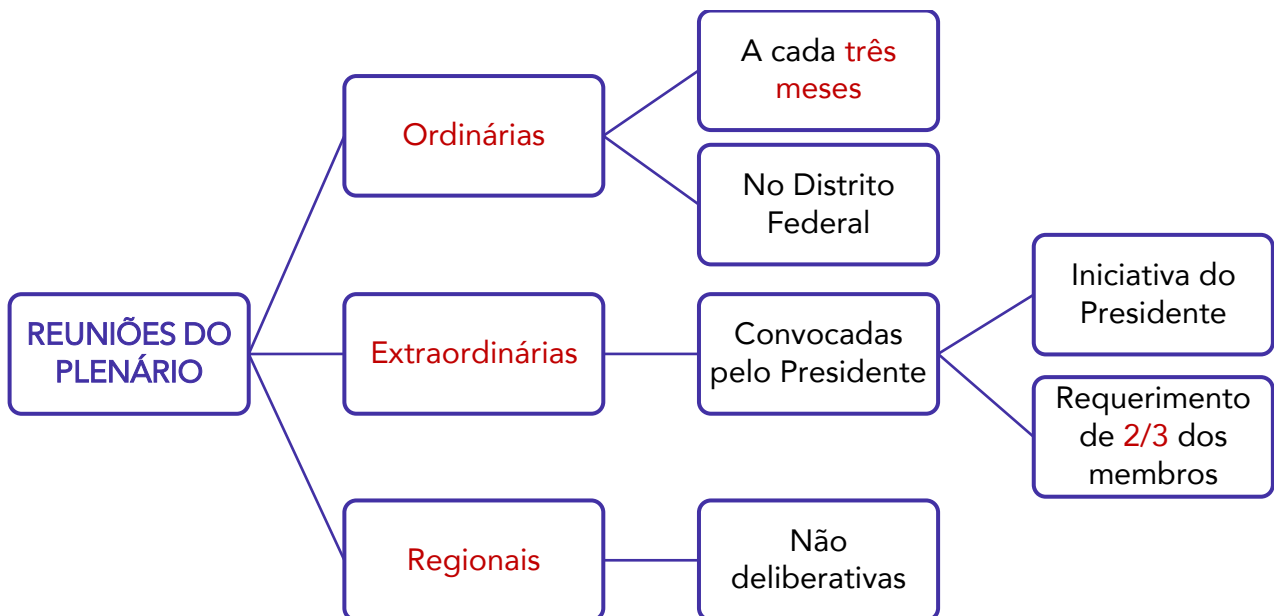 REUNIÕES DO
PLENÁRIO
Ordinárias
A cada três
meses
No Distrito
Federal
Extraordinárias
Convocadas
pelo Presidente
Iniciativa do
Presidente
Requerimento
de 2/3 dos
membros
Regionais
Não
deliberativas